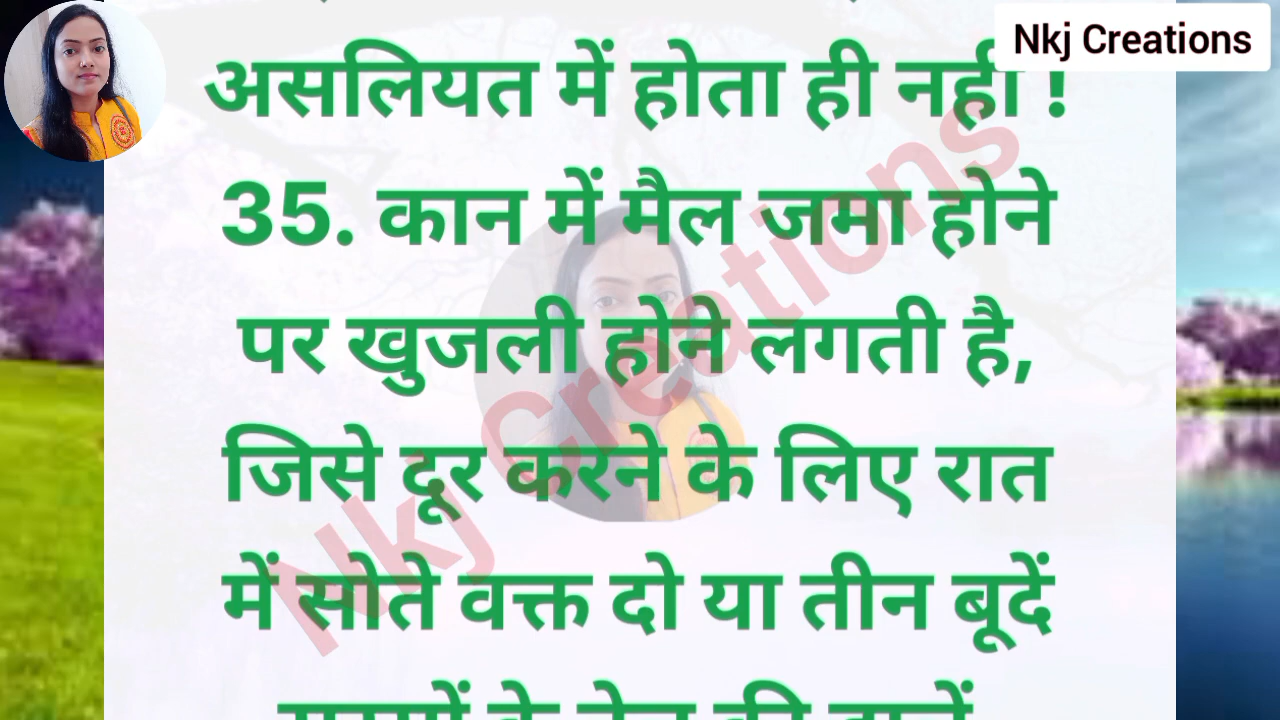 Nkj Creations
असलियत में होता ही नही !
35. कान में मैल जमा होने
पर खुजली होने लगती है,
जिसे दूर करने के लिए रात
में सोते वक्त दो या तीन बूदें
Nkj Creations